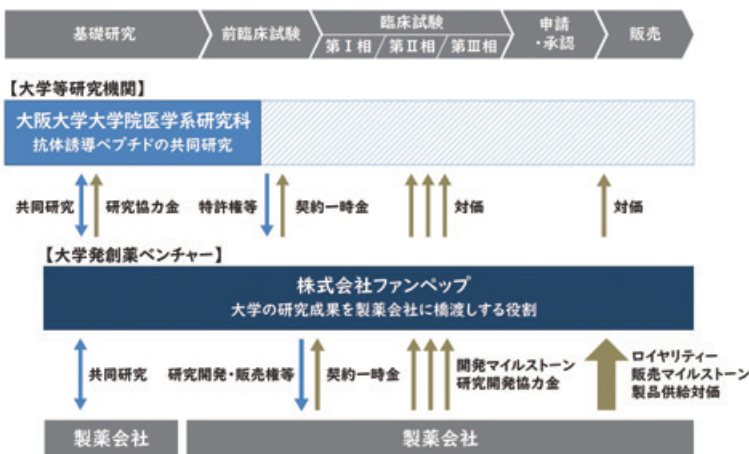 基礎研究
前臨床試験
臨床試験
第Ⅰ相
第Ⅱ相
第Ⅲ相
申請
・承認
販売
【大学等研究機関】
大阪大学大学院医学系研究科
抗体誘導ペプチドの共同研究
共同研究
研究協力金
特許権等
契約一時金
対価
対価
【大学発創薬ベンチャー】
株式会社ファンペップ
大学の研究成果を製薬会社に橋渡しする役割
共同研究
研究開発・販売権等
契約一時金
開発マイルストーン
研究開発協力金
ロイヤリティー
販売マイルストーン
製品供給対価
製薬会社
製薬会社